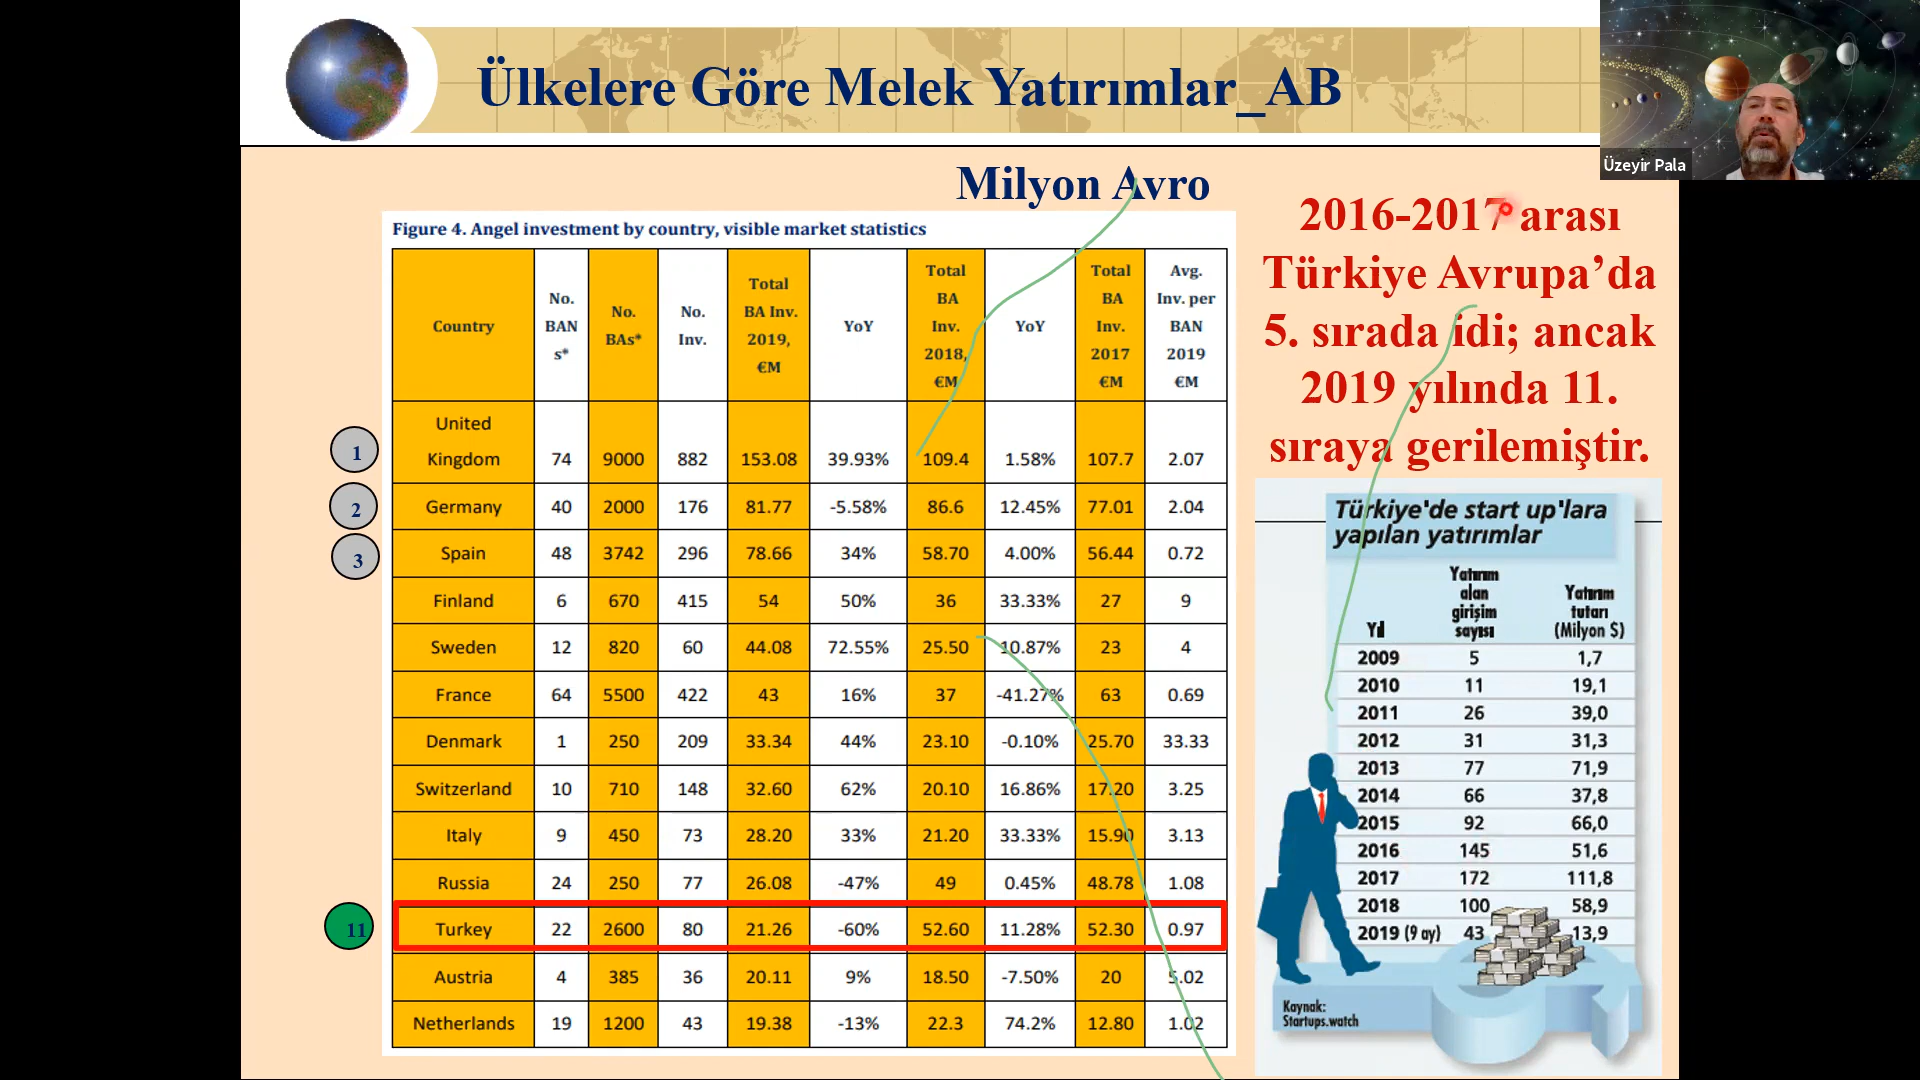 Ülkelere Göre Melek Yatırımlar_AB
Üzeyir Pala
Milyon Avro
Figure 4. Angel investment by country, visible market statistics
Country | No. BAN s* | No. BAs* | No. Inv. | Total BA Inv. 2019, €M | YoY | Total BA Inv. 2018, €M | YoY | Total BA Inv. 2017 €M | Avg. Inv. per BAN 2019 €M
1 United Kingdom 74 9000 882 153.08 39.93% 109.4 1.58% 107.7 2.07
2 Germany 40 2000 176 81.77 -5.58% 86.6 12.45% 77.01 2.04
3 Spain 48 3742 296 78.66 34% 58.70 4.00% 56.44 0.72
Finland 6 670 415 54 50% 36 33.33% 27 9
Sweden 12 820 60 44.08 72.55% 25.50 10.87% 23 4
France 64 5500 422 43 16% 37 -41.27% 63 0.69
Denmark 1 250 209 33.34 44% 23.10 -0.10% 25.70 33.33
Switzerland 10 710 148 32.60 62% 20.10 16.86% 17.20 3.25
Italy 9 450 73 28.20 33% 21.20 33.33% 15.90 3.13
Russia 24 250 77 26.08 -47% 49 0.45% 48.78 1.08
11 Turkey 22 2600 80 21.26 -60% 52.60 11.28% 52.30 0.97
Austria 4 385 36 20.11 9% 18.50 -7.50% 20 5.02
Netherlands 19 1200 43 19.38 -13% 22.3 74.2% 12.80 1.02
2016-2017 arası
Türkiye Avrupa’da
5. sırada idi; ancak
2019 yılında 11.
sıraya gerilemiştir.
Türkiye'de start up'lara
yapılan yatırımlar
Yıl | Yatırım alan girişim sayısı | Yatırım tutarı (Milyon $)
2009 5 1,7
2010 11 19,1
2011 26 39,0
2012 31 31,3
2013 77 71,9
2014 66 37,8
2015 92 66,0
2016 145 51,6
2017 172 111,8
2018 100 58,9
2019 (9 ay) 43 13,9
Kaynak:
Startups.watch